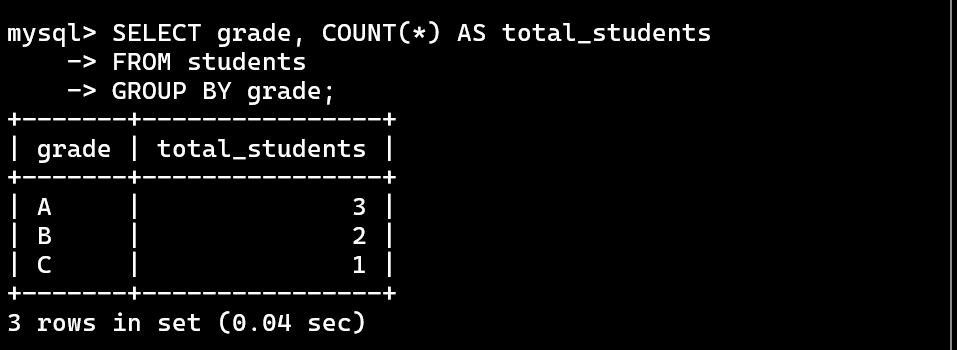 mysql> SELECT grade, COUNT(*) AS total_students
    -> FROM students
    -> GROUP BY grade;
+-------+----------------+
| grade | total_students |
+-------+----------------+
| A     |              3 |
| B     |              2 |
| C     |              1 |
+-------+----------------+
3 rows in set (0.04 sec)